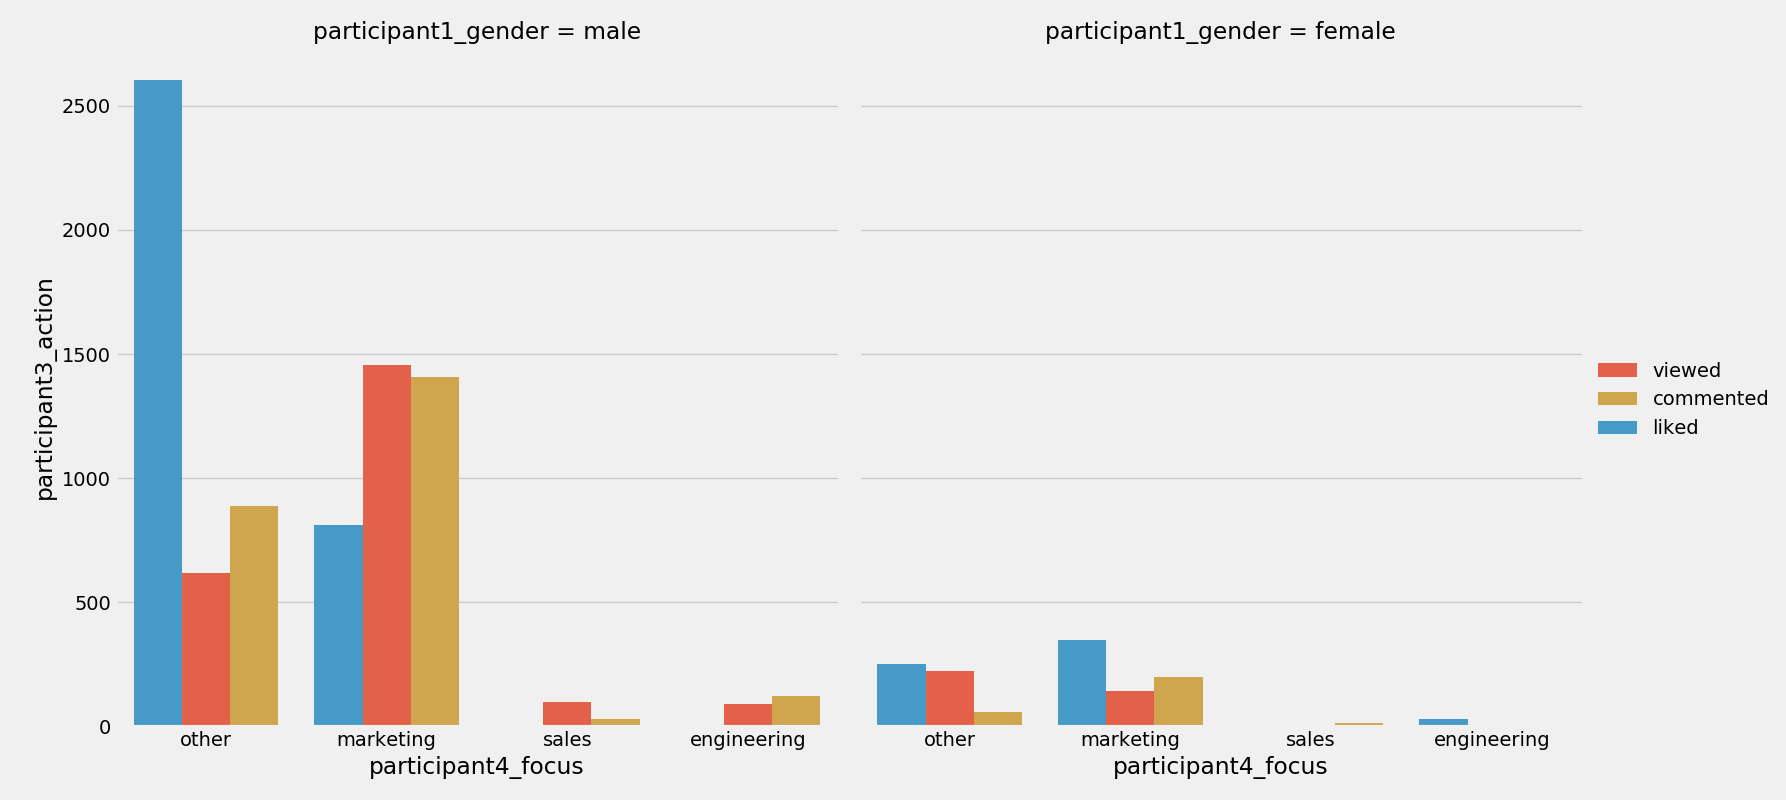 participant1_gender = male
participant1_gender = female
participant3_action
2500
2000
1500
1000
500
0
other
marketing
sales
engineering
participant4_focus
other
marketing
sales
engineering
participant4_focus
viewed
commented
liked